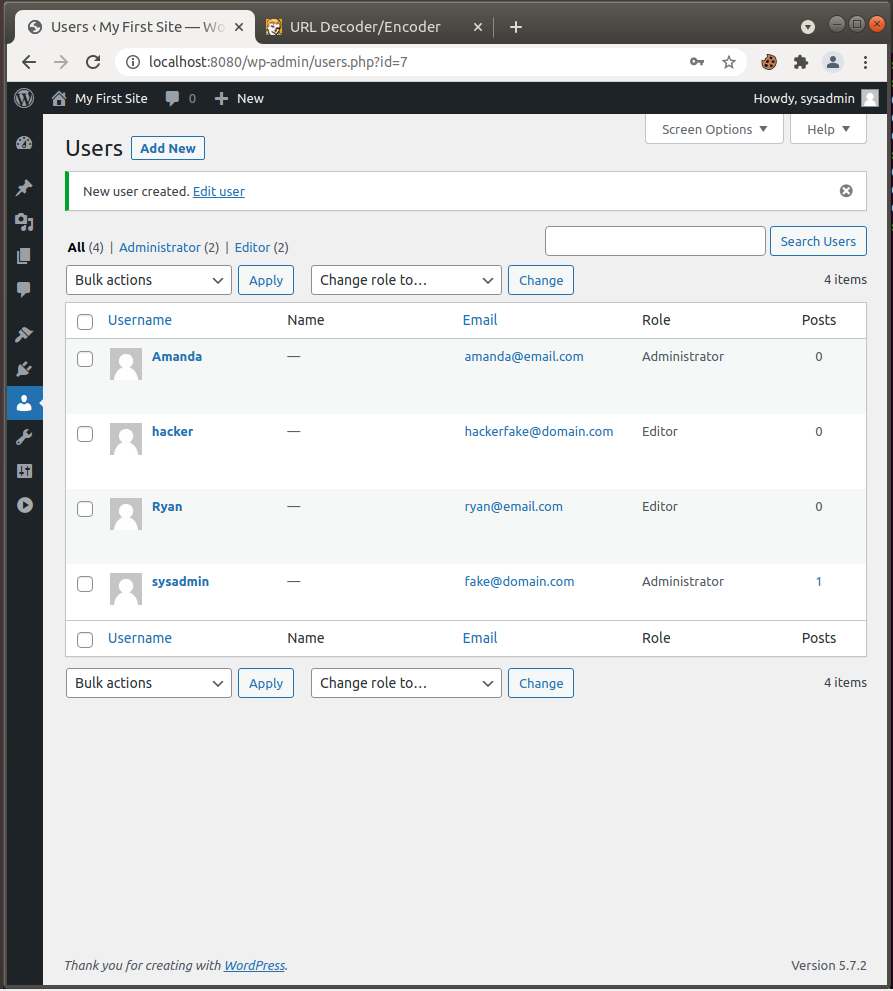 Users ‹ My First Site — Wo
URL Decoder/Encoder
localhost:8080/wp-admin/users.php?id=7
My First Site 0 New Howdy, sysadmin
Screen Options Help
Users Add New
New user created. Edit user
All (4) | Administrator (2) | Editor (2)
Search Users
Bulk actions Apply Change role to... Change 4 items
Username Name Email Role Posts
Amanda — amanda@email.com Administrator 0
hacker — hackerfake@domain.com Editor 0
Ryan — ryan@email.com Editor 0
sysadmin — fake@domain.com Administrator 1
Username Name Email Role Posts
Bulk actions Apply Change role to... Change 4 items
Thank you for creating with WordPress. Version 5.7.2